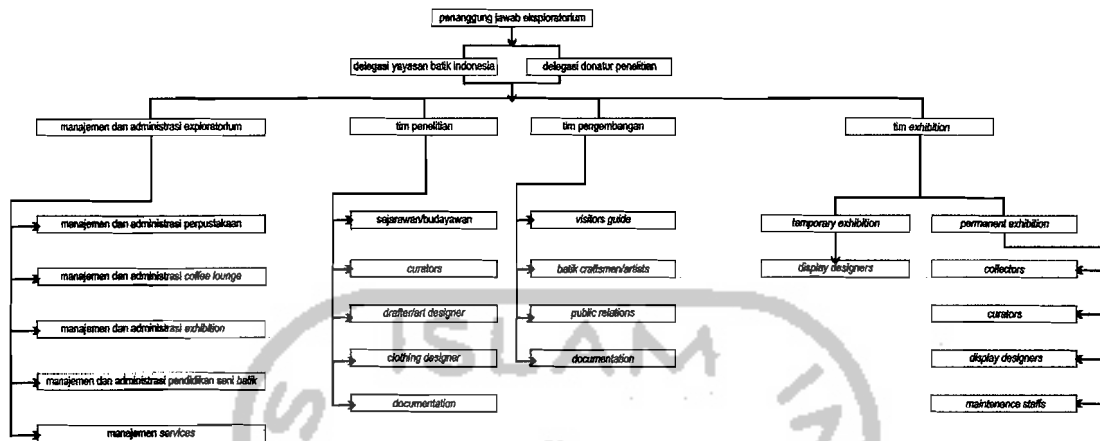 penanggung jawab eksploratorium
delegasi yayasan batik indonesia
delegasi donatur penelitian
manajemen dan administrasi exploratorium
tim penelitian
tim pengembangan
tim exhibition
manajemen dan administrasi perpustakaan
manajemen dan administrasi coffee lounge
manajemen dan administrasi exhibition
manajemen dan administrasi pendidikan seni batik
manajemen services
sejarawan/budayawan
curators
drafter/art designer
clothing designer
documentation
visitors guide
batik craftsmen/artists
public relations
documentation
temporary exhibition
display designers
permanent exhibition
collectors
curators
display designers
maintenence staffs
ISLAM